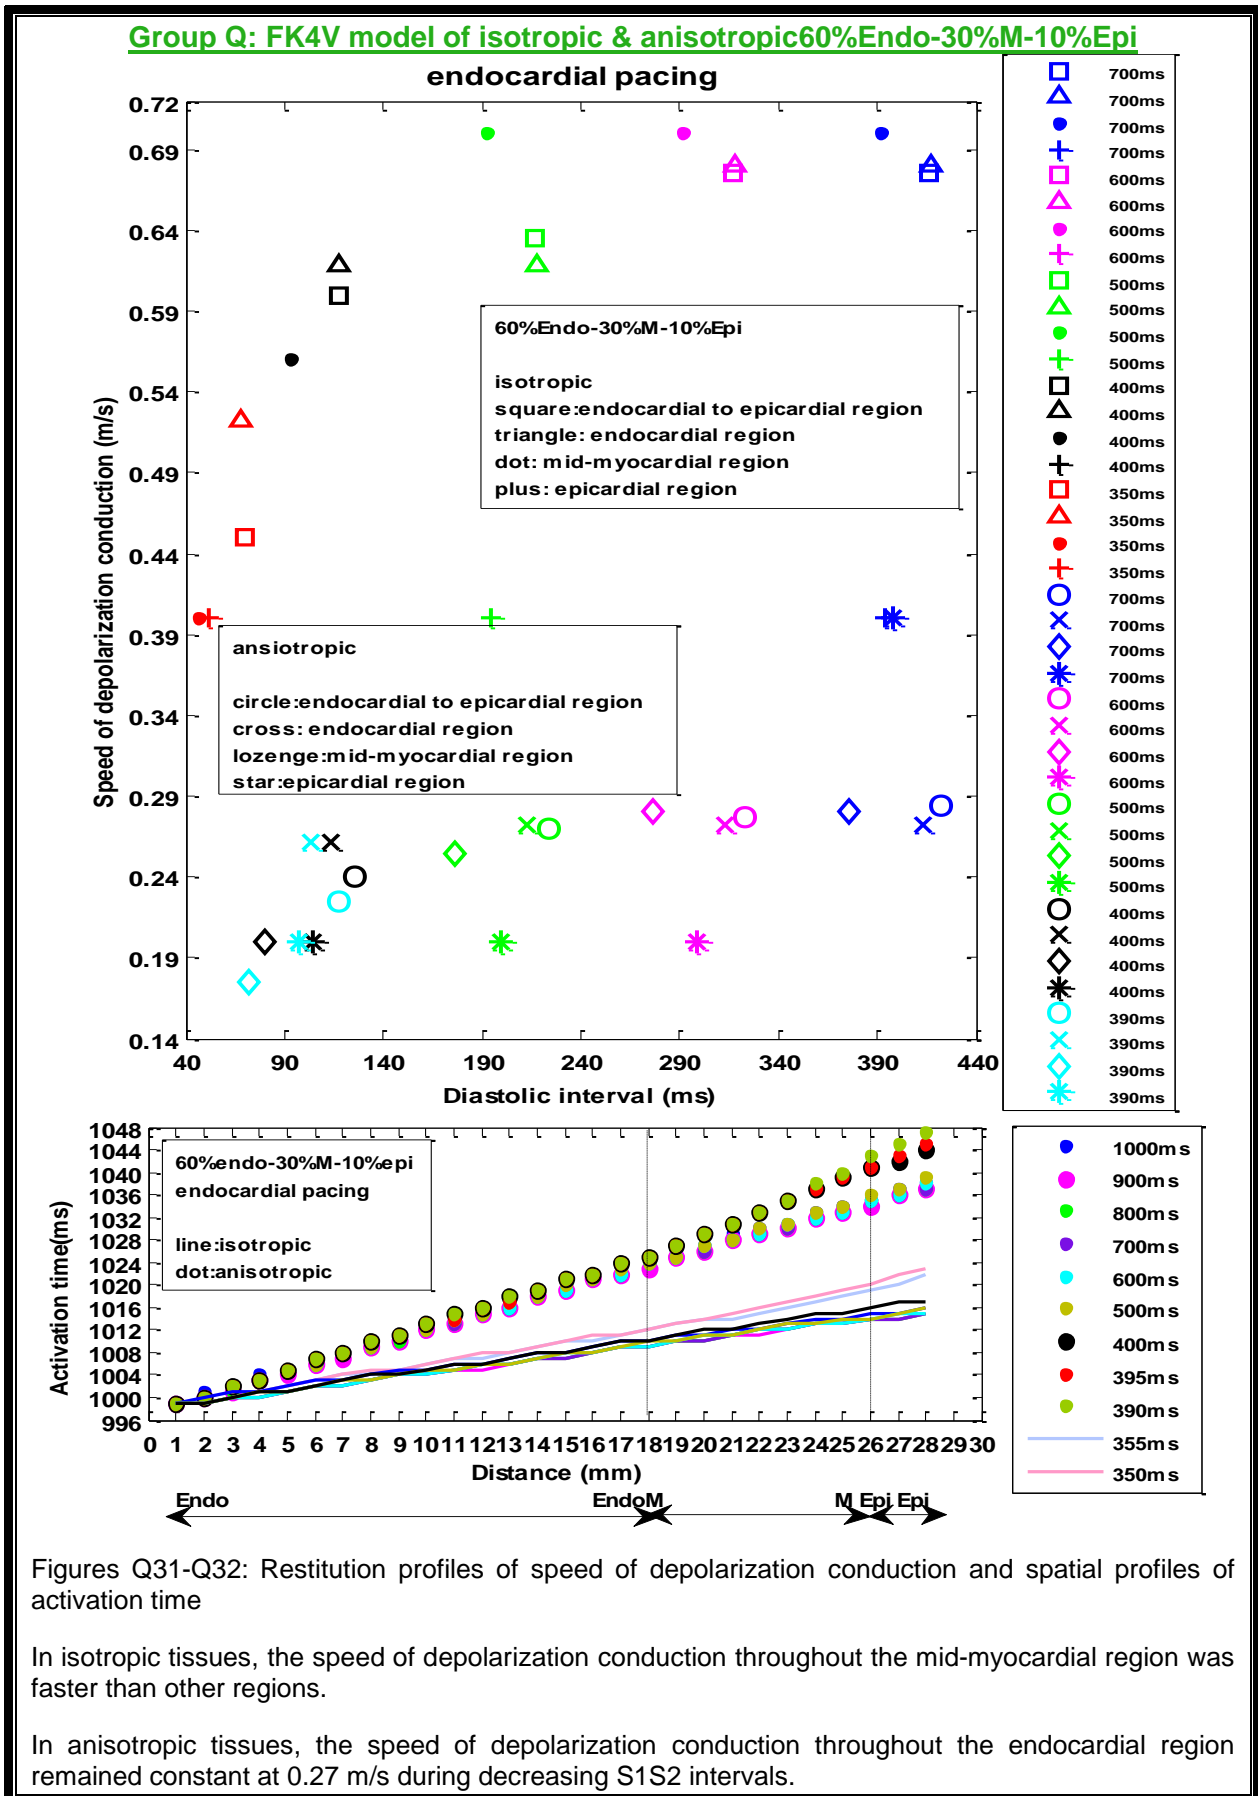 Group Q: FK4V model of isotropic & anisotropic60%Endo-30%M-10%Epi
endocardial pacing
0.72
0.69
0.64
0.59
0.54
0.49
0.44
0.39
0.34
0.29
0.24
0.19
0.14
Speed of depolarization conduction (m/s)
60%Endo-30%M-10%Epi
isotropic
square:endocardial to epicardial region
triangle: endocardial region
dot: mid-myocardial region
plus: epicardial region
ansiotropic
circle:endocardial to epicardial region
cross: endocardial region
lozenge:mid-myocardial region
star:epicardial region
40 90 140 190 240 290 340 390 440
Diastolic interval (ms)
700ms
700ms
700ms
700ms
600ms
600ms
600ms
600ms
500ms
500ms
500ms
500ms
400ms
400ms
400ms
400ms
350ms
350ms
350ms
350ms
700ms
700ms
700ms
700ms
600ms
600ms
600ms
600ms
500ms
500ms
500ms
500ms
400ms
400ms
400ms
400ms
390ms
390ms
390ms
390ms
1048
1044
1040
1036
1032
1028
1024
1020
1016
1012
1008
1004
1000
996
Activation time(ms)
60%endo-30%M-10%epi
endocardial pacing
line:isotropic
dot:anisotropic
0 1 2 3 4 5 6 7 8 9 10 11 12 13 14 15 16 17 18 19 20 21 22 23 24 25 26 27 28 29 30
Distance (mm)
Endo EndoM M Epi Epi
1000ms
900ms
800ms
700ms
600ms
500ms
400ms
395ms
390ms
355ms
350ms
Figures Q31-Q32: Restitution profiles of speed of depolarization conduction and spatial profiles of
activation time
In isotropic tissues, the speed of depolarization conduction throughout the mid-myocardial region was
faster than other regions.
In anisotropic tissues, the speed of depolarization conduction throughout the endocardial region
remained constant at 0.27 m/s during decreasing S1S2 intervals.